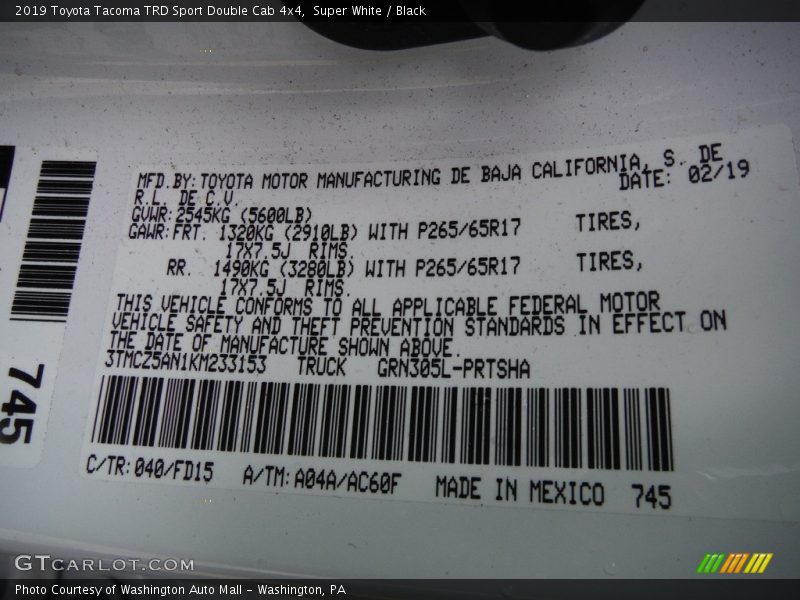 2019 Toyota Tacoma TRD Sport Double Cab 4x4, Super White / Black
MFD.BY:TOYOTA MOTOR MANUFACTURING DE BAJA CALIFORNIA, S. DE
R.L. DE C.V. DATE: 02/19
GVWR:2545KG (5600LB)
GAWR:FRT. 1320KG (2910LB) WITH P265/65R17 TIRES,
17X7.5J RIMS.
RR. 1490KG (3280LB) WITH P265/65R17 TIRES,
17X7.5J RIMS.
THIS VEHICLE CONFORMS TO ALL APPLICABLE FEDERAL MOTOR
VEHICLE SAFETY AND THEFT PREVENTION STANDARDS IN EFFECT ON
THE DATE OF MANUFACTURE SHOWN ABOVE.
3TMCZ5AN1KM233153 TRUCK GRN305L-PRTSHA
C/TR:040/FD15 A/TM:A04A/AC60F MADE IN MEXICO 745
745
GTCARLOT.COM
Photo Courtesy of Washington Auto Mall - Washington, PA